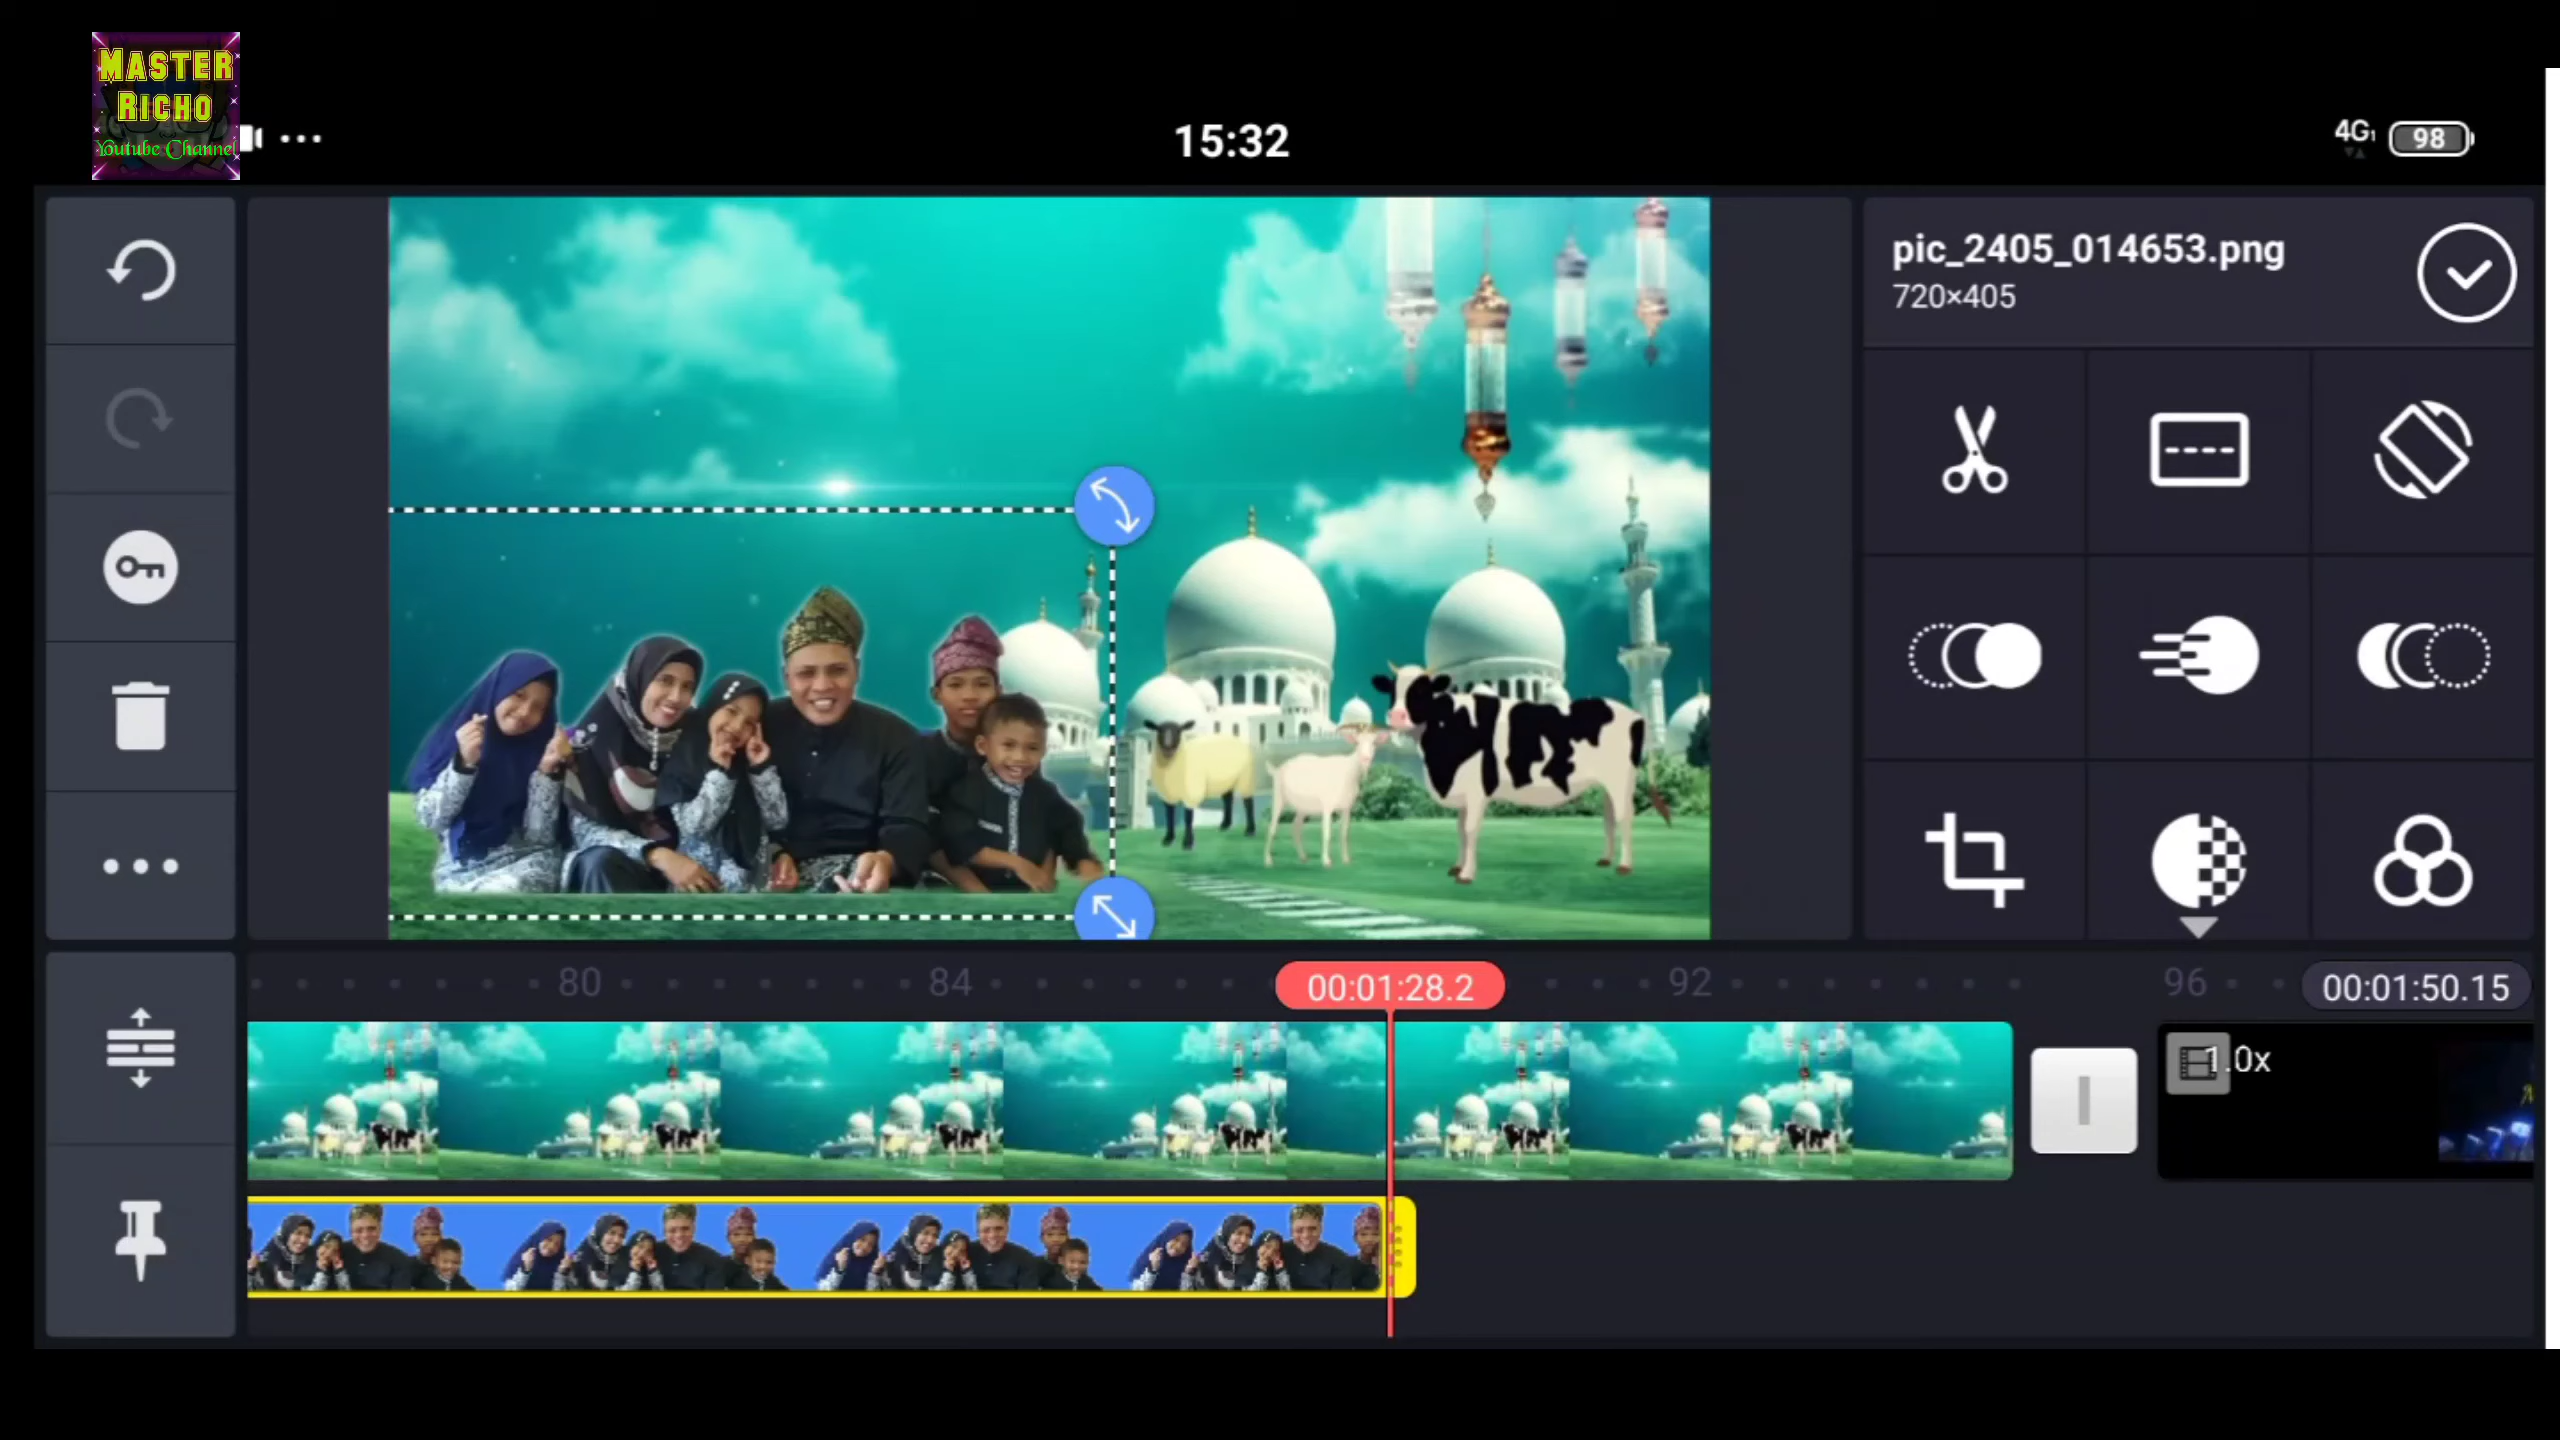 MASTER
RICHO
Youtube Channel
15:32
4G
98
pic_2405_014653.png
720×405
80
84
00:01:28.2
92
96
00:01:50.15
1.0x